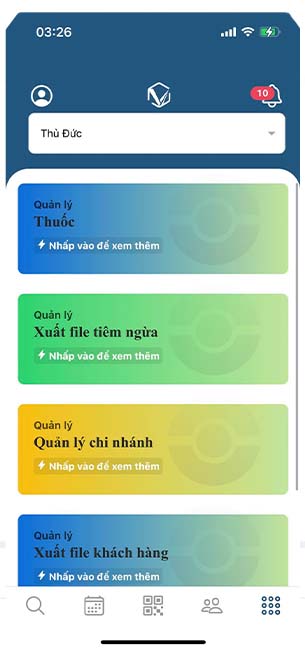 03:26
10
Thủ Đức
Quản lý
Thuốc
Nhấp vào để xem thêm
Quản lý
Xuất file tiêm ngừa
Nhấp vào để xem thêm
Quản lý
Quản lý chi nhánh
Nhấp vào để xem thêm
Quản lý
Xuất file khách hàng
Nhấp vào để xem thêm